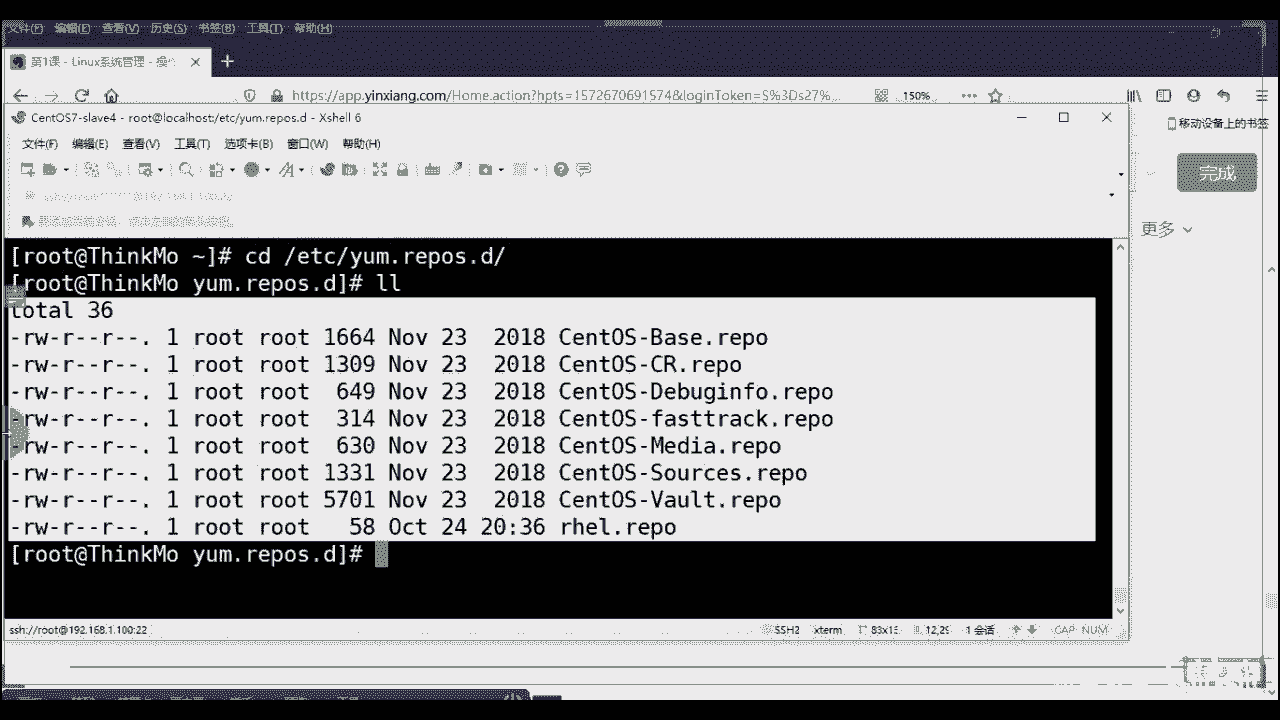 文件(F) 编辑(E) 查看(V) 历史(S) 书签(B) 工具(T) 帮助(H)
第1课 - Linux系统管理 -
https://app.yinxiang.com/Home.action?hpts=1572670691574&loginToken=S%3Ds27%...
150%
移动设备上的书签
CentOS7-slave4 - root@localhost:/etc/yum.repos.d - Xshell 6
文件(F) 编辑(E) 查看(V) 工具(T) 选项卡(B) 窗口(W) 帮助(H)
完成
更多
[root@ThinkMo ~]# cd /etc/yum.repos.d/
[root@ThinkMo yum.repos.d]# ll
total 36
-rw-r--r--. 1 root root 1664 Nov 23  2018 CentOS-Base.repo
-rw-r--r--. 1 root root 1309 Nov 23  2018 CentOS-CR.repo
-rw-r--r--. 1 root root  649 Nov 23  2018 CentOS-Debuginfo.repo
-rw-r--r--. 1 root root  314 Nov 23  2018 CentOS-fasttrack.repo
-rw-r--r--. 1 root root  630 Nov 23  2018 CentOS-Media.repo
-rw-r--r--. 1 root root 1331 Nov 23  2018 CentOS-Sources.repo
-rw-r--r--. 1 root root 5701 Nov 23  2018 CentOS-Vault.repo
-rw-r--r--. 1 root root   58 Oct 24 20:36 rhel.repo
[root@ThinkMo yum.repos.d]#
ssh://root@192.168.1.100:22 SSH2 xterm 83x15 12,29 1 会话 CAP NUM